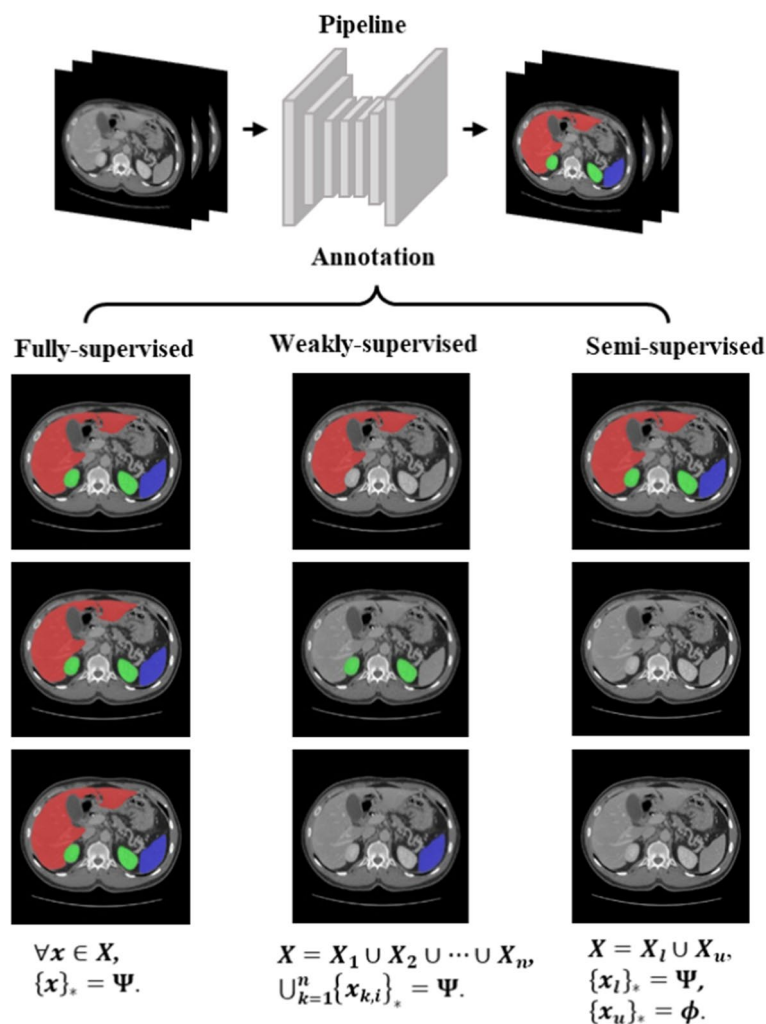 Pipeline
Annotation
Fully-supervised
Weakly-supervised
Semi-supervised
∀x ∈ X,
{x}* = Ψ.
X = X₁ ∪ X₂ ∪ ⋯ ∪ Xₙ,
⋃ⁿₖ₌₁{xₖ,ᵢ}* = Ψ.
X = Xₗ ∪ Xᵤ,
{xₗ}* = Ψ,
{xᵤ}* = ϕ.